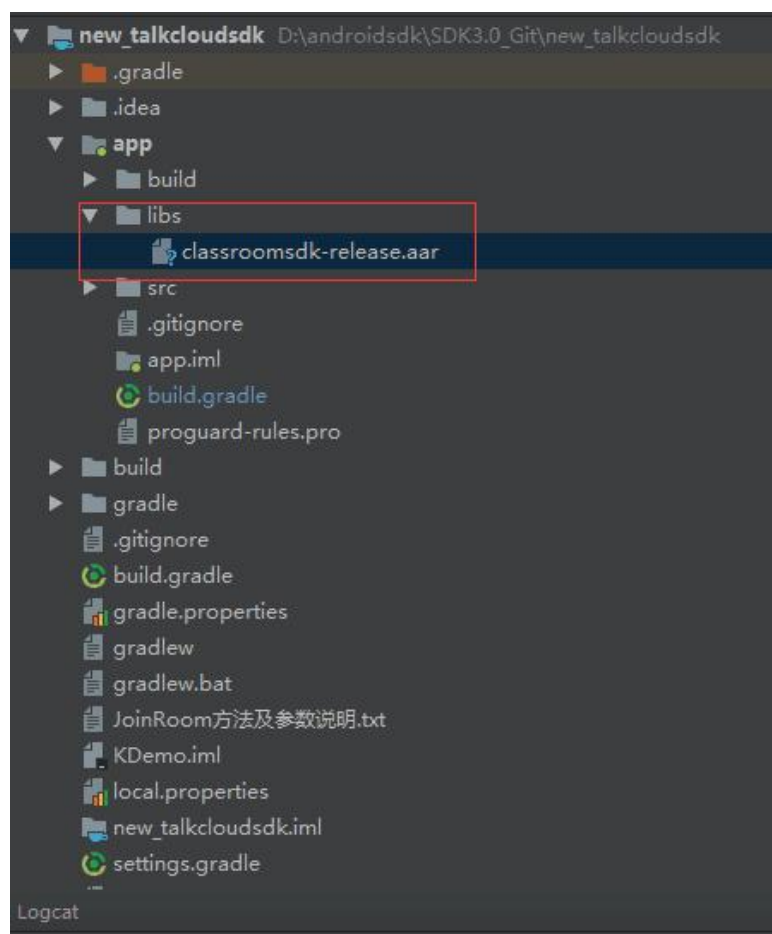 new_talkcloudsdk D:\androidsdk\SDK3.0_Git\new_talkcloudsdk
.gradle
.idea
app
build
libs
classroomsdk-release.aar
src
.gitignore
app.iml
build.gradle
proguard-rules.pro
build
gradle
.gitignore
build.gradle
gradle.properties
gradlew
gradlew.bat
JoinRoom方法及参数说明.txt
KDemo.iml
local.properties
new_talkcloudsdk.iml
settings.gradle
Logcat